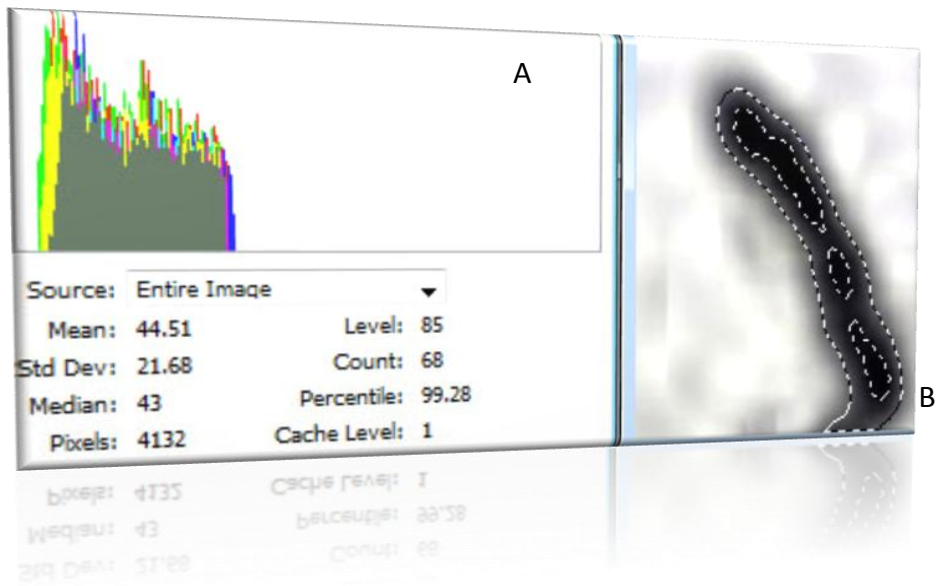 A
Source: Entire Image
Mean: 44.51 Level: 85
Std Dev: 21.68 Count: 68
Median: 43 Percentile: 99.28
Pixels: 4132 Cache Level: 1
B